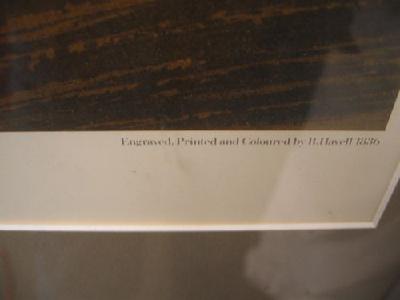 Engraved, Printed and Coloured by R.Havell 1836